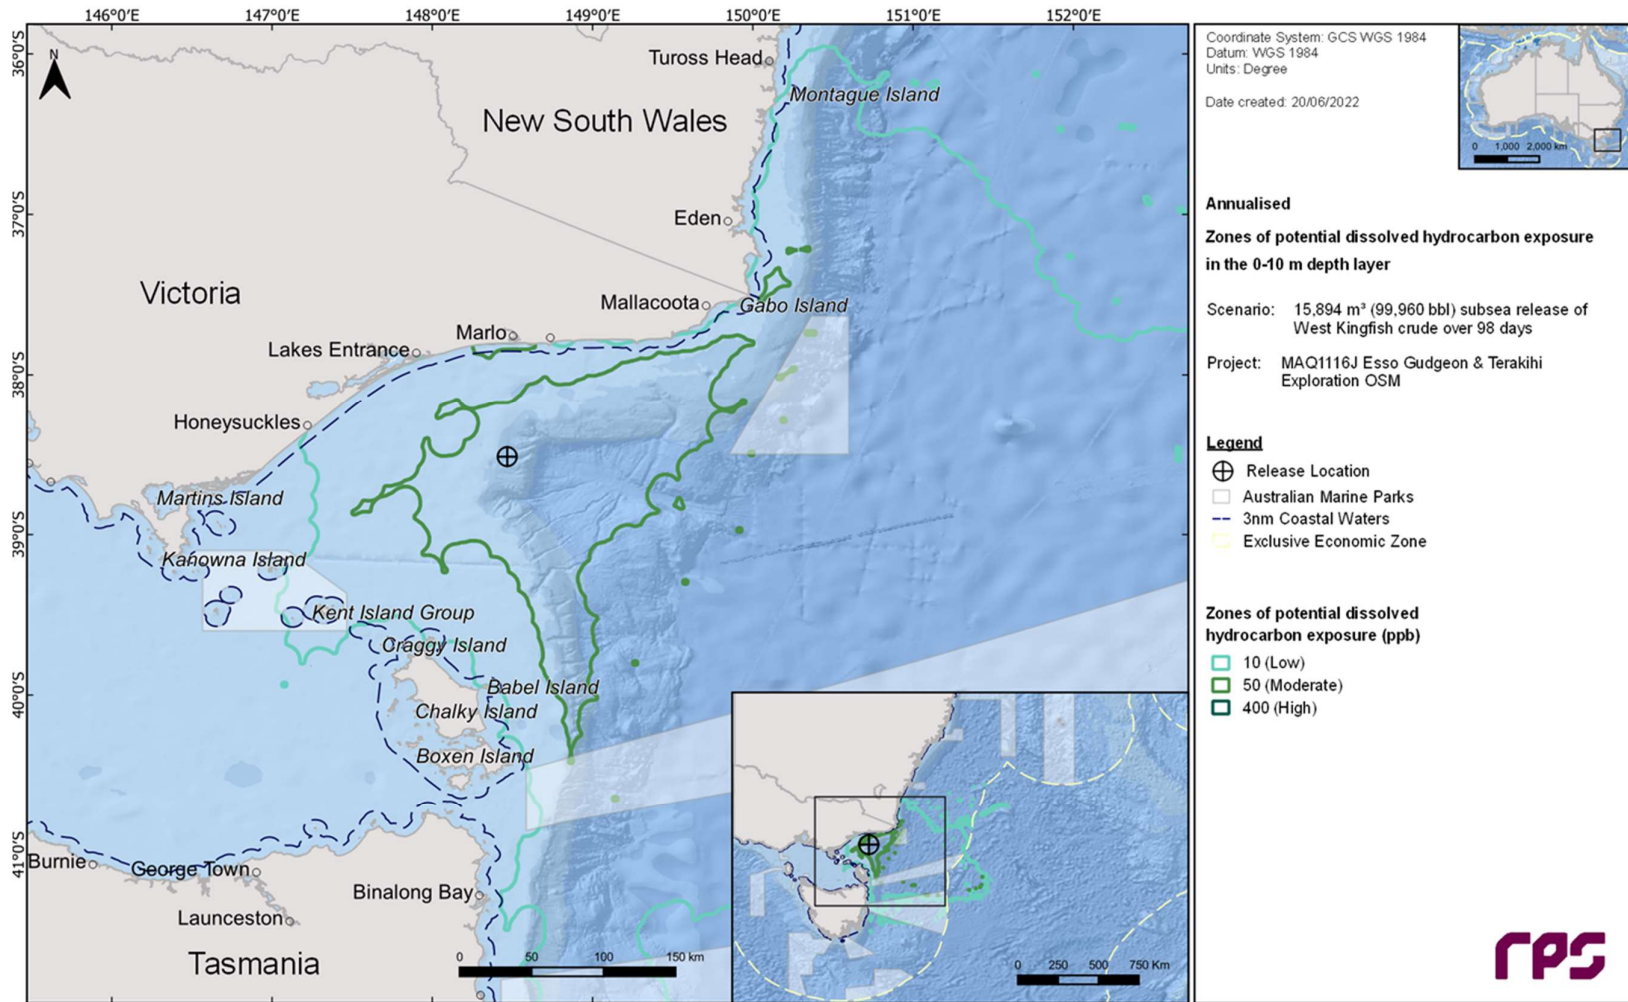 146°0'E
147°0'E
148°0'E
149°0'E
150°0'E
151°0'E
152°0'E
36°0'S
37°0'S
38°0'S
39°0'S
40°0'S
41°0'S
N
Tuross Head
Montague Island
New South Wales
Eden
Victoria
Mallacoota
Gabo Island
Marlo
Lakes Entrance
Honeysuckles
Martins Island
Kanowna Island
Kent Island Group
Craggy Island
Babel Island
Chalky Island
Boxen Island
Burnie
George Town
Binalong Bay
Launceston
Tasmania
0 50 100 150 km
0 250 500 750 Km
Coordinate System: GCS WGS 1984
Datum: WGS 1984
Units: Degree
Date created: 20/06/2022
0 1,000 2,000 km
Annualised
Zones of potential dissolved hydrocarbon exposure
in the 0-10 m depth layer
Scenario: 15,894 m³ (99,960 bbl) subsea release of
West Kingfish crude over 98 days
Project: MAQ1116J Esso Gudgeon & Terakihi
Exploration OSM
Legend
Release Location
Australian Marine Parks
3nm Coastal Waters
Exclusive Economic Zone
Zones of potential dissolved
hydrocarbon exposure (ppb)
10 (Low)
50 (Moderate)
400 (High)
rps